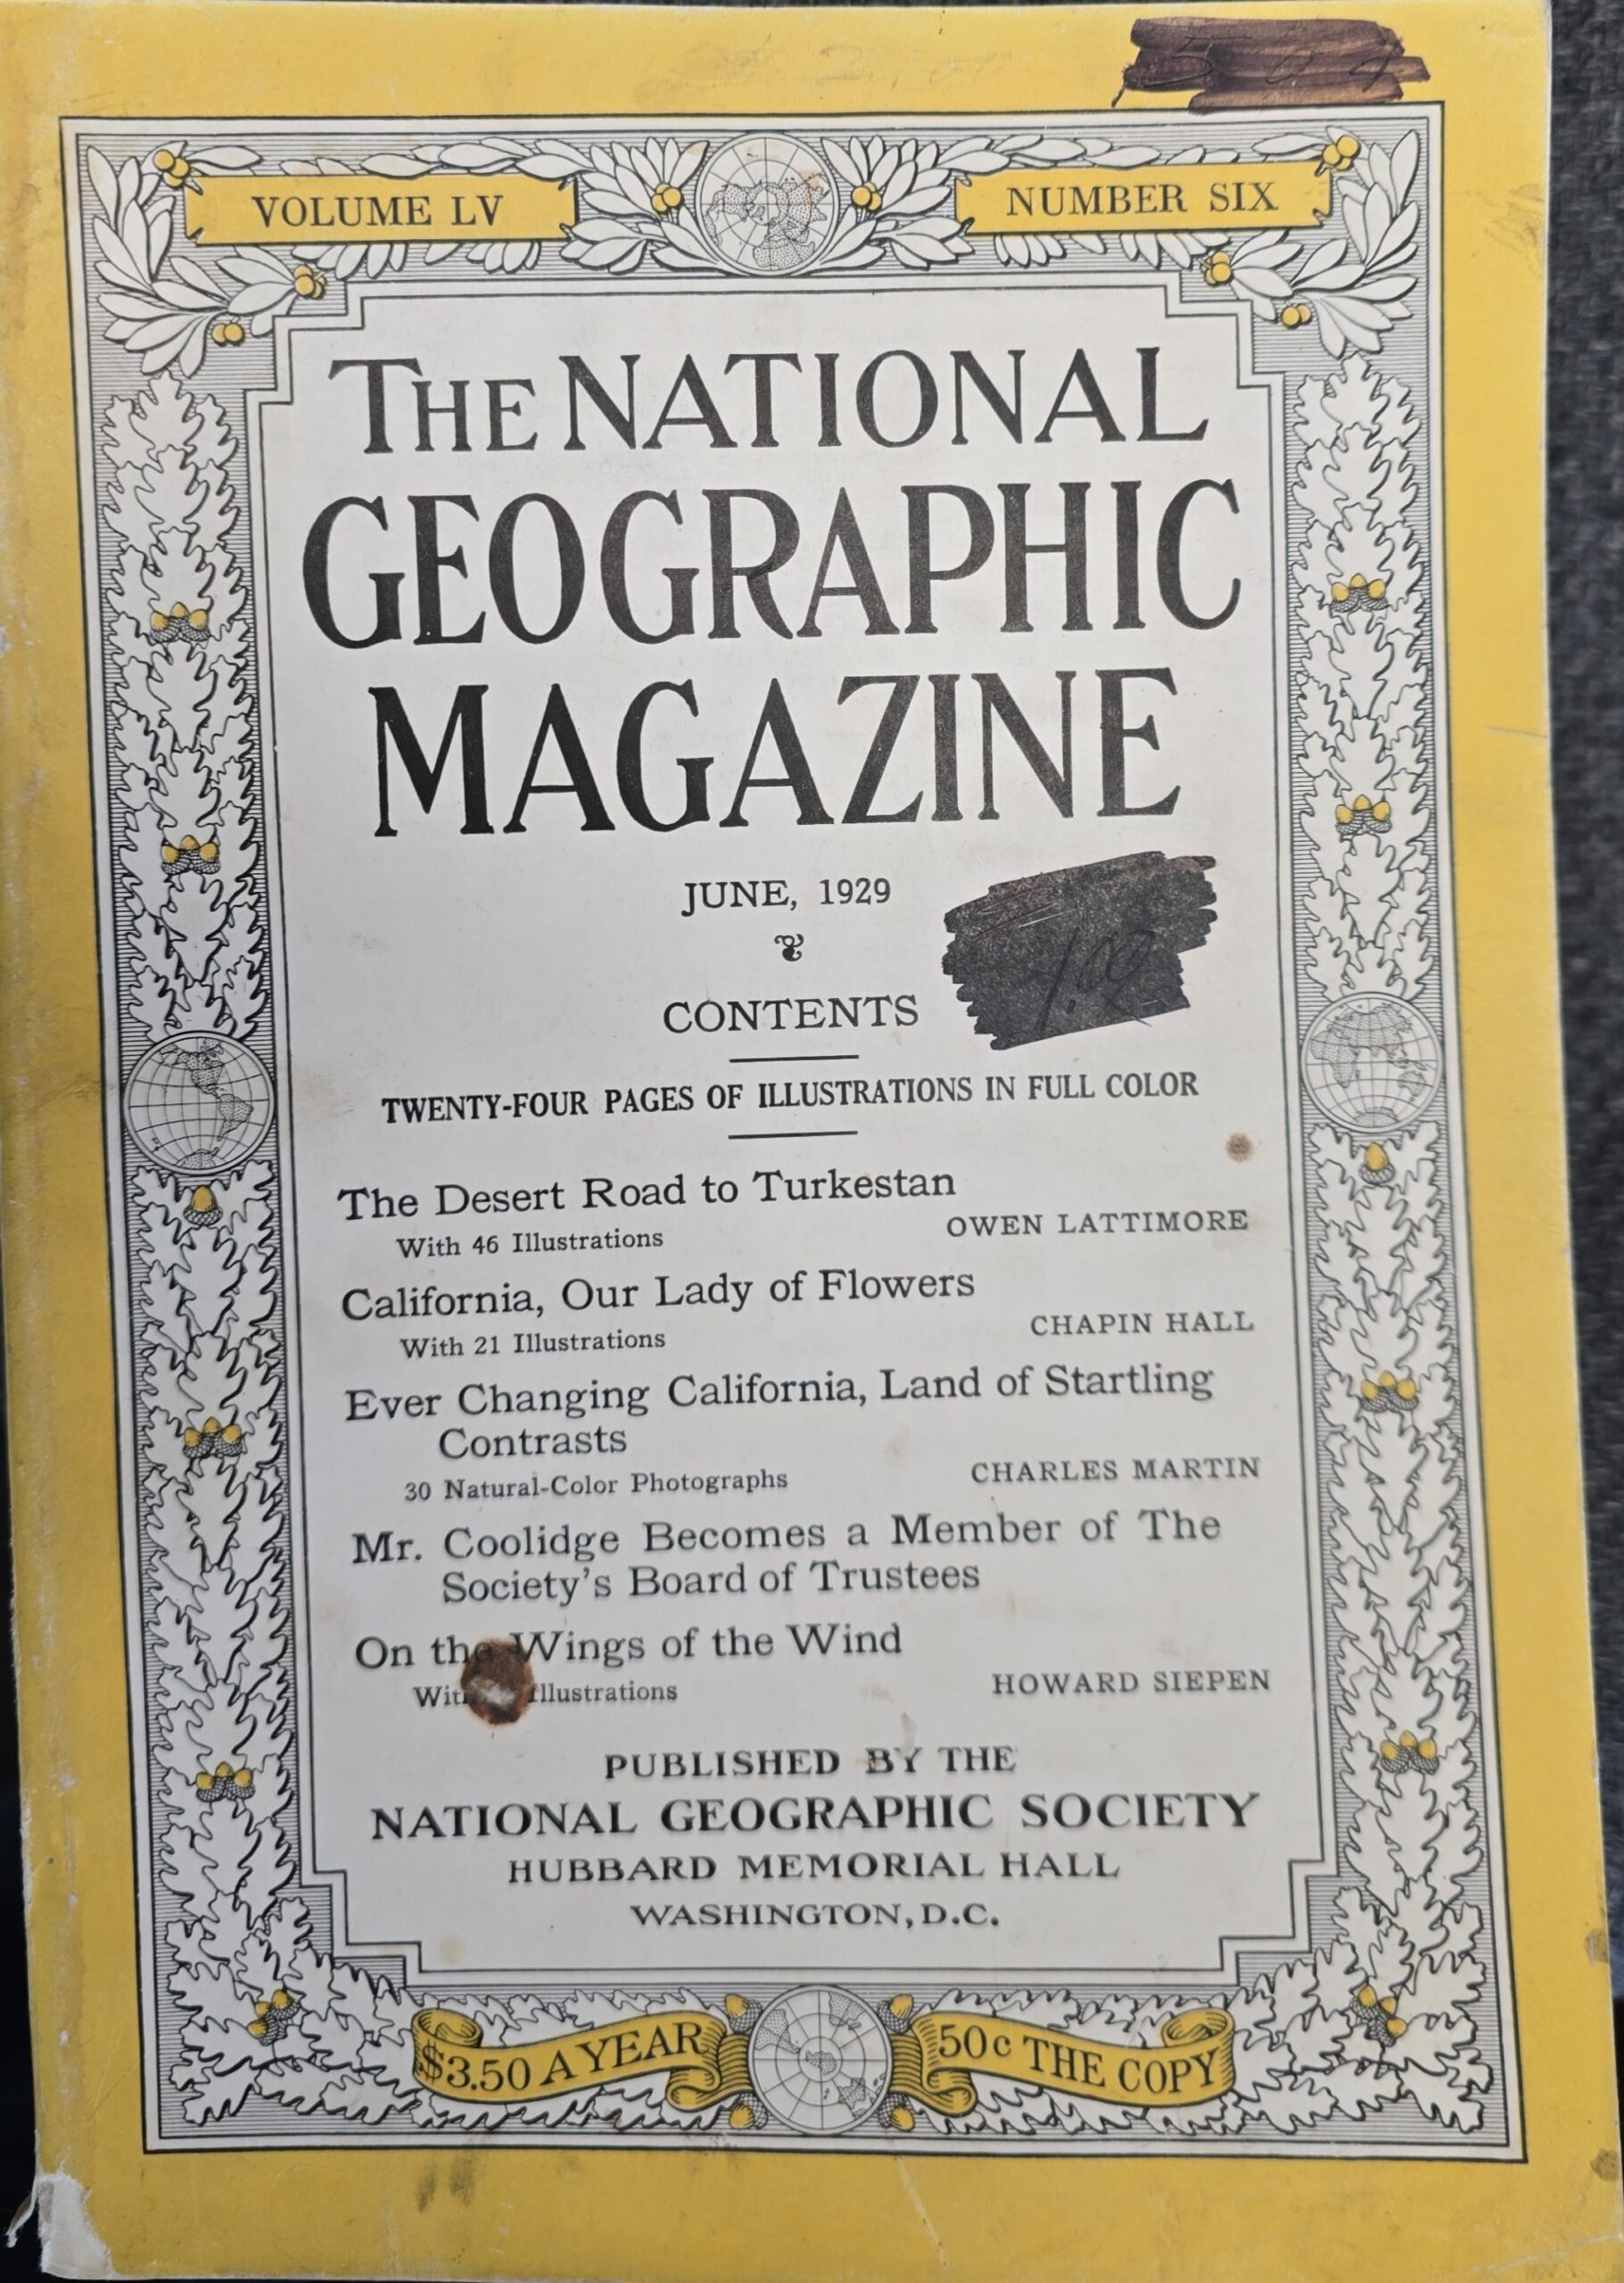 VOLUME LV
NUMBER SIX
THE NATIONAL
GEOGRAPHIC
MAGAZINE
JUNE, 1929
1.00
CONTENTS
TWENTY-FOUR PAGES OF ILLUSTRATIONS IN FULL COLOR
The Desert Road to Turkestan
With 46 Illustrations OWEN LATTIMORE
California, Our Lady of Flowers
With 21 Illustrations CHAPIN HALL
Ever Changing California, Land of Startling
Contrasts
30 Natural-Color Photographs CHARLES MARTIN
Mr. Coolidge Becomes a Member of The
Society's Board of Trustees
On the Wings of the Wind
With Illustrations HOWARD SIEPEN
PUBLISHED BY THE
NATIONAL GEOGRAPHIC SOCIETY
HUBBARD MEMORIAL HALL
WASHINGTON, D.C.
$3.50 A YEAR
50c THE COPY